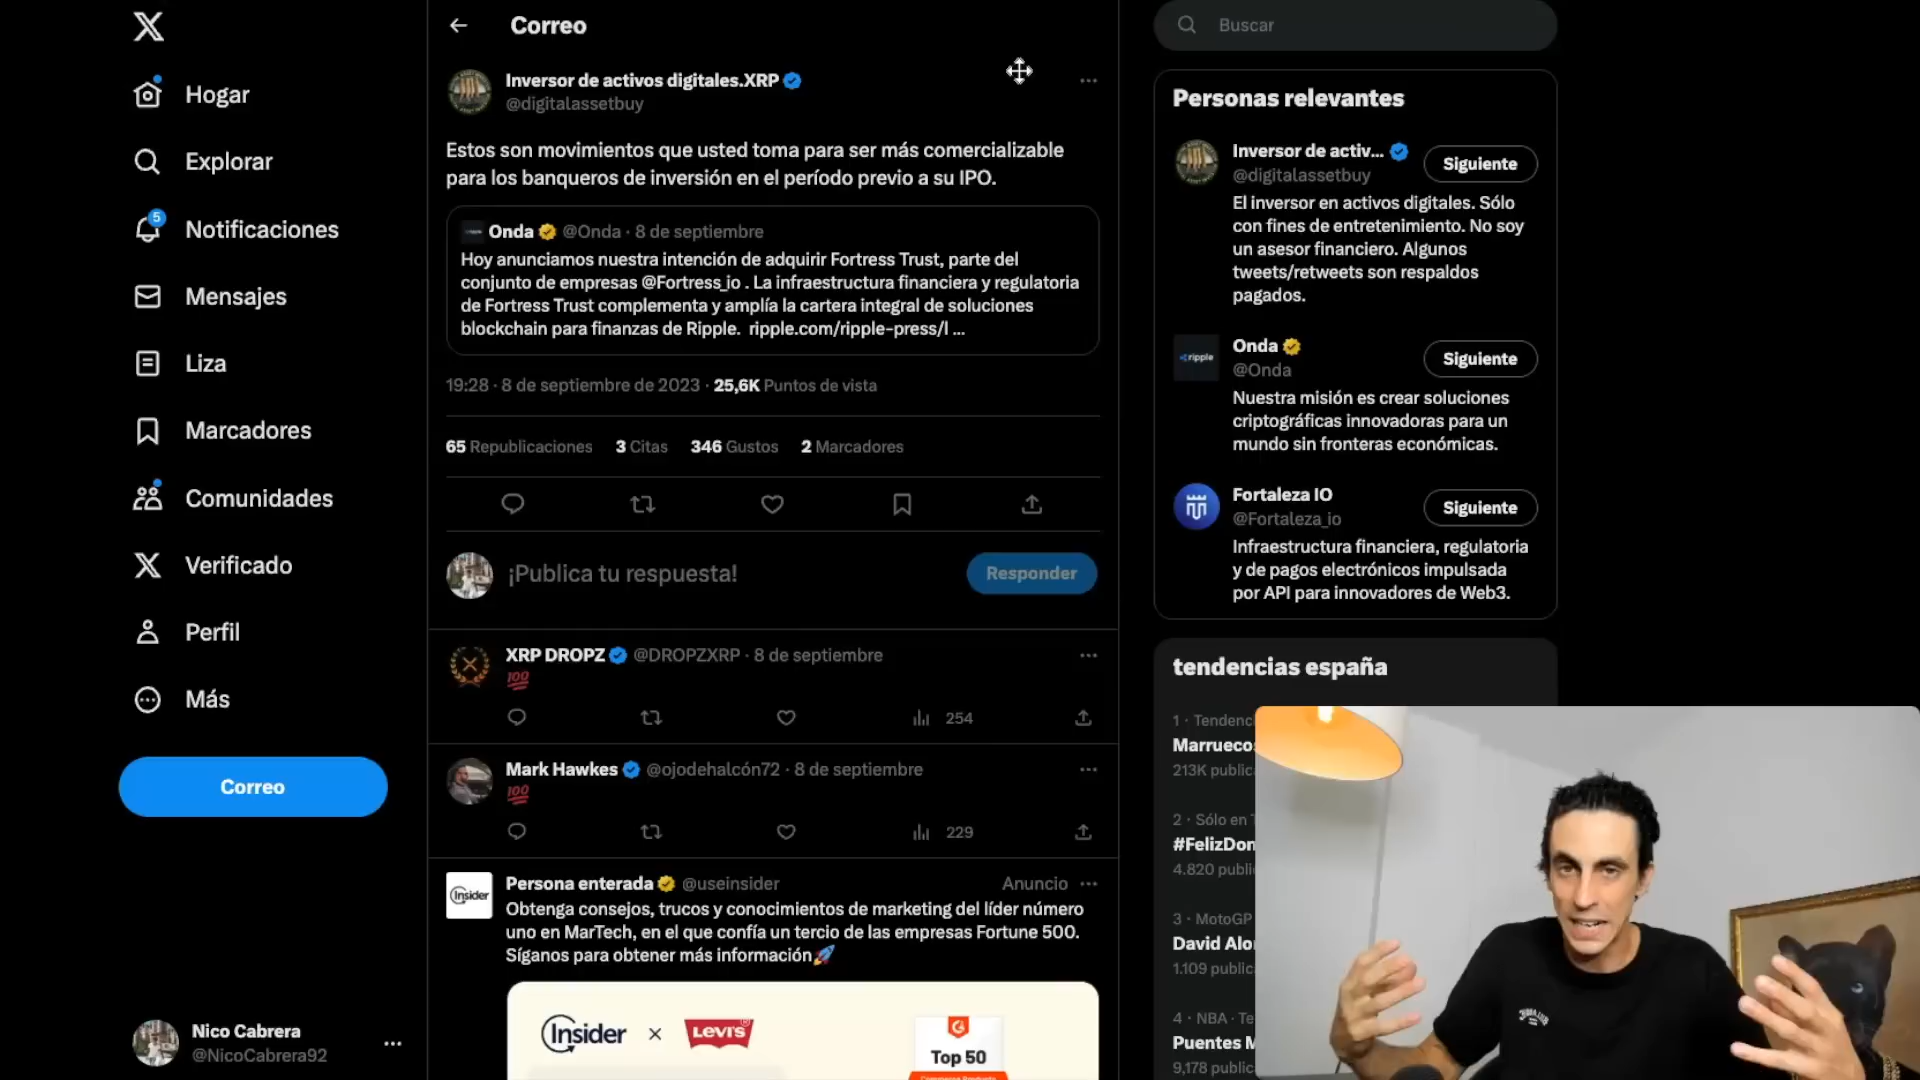 Hogar
Explorar
5
Notificaciones
Mensajes
Liza
Marcadores
Comunidades
Verificado
Perfil
Más
Correo
Nico Cabrera
@NicoCabrera92
Correo
Inversor de activos digitales.XRP
@digitalassetbuy
Estos son movimientos que usted toma para ser más comercializable
para los banqueros de inversión en el período previo a su IPO.
Onda @Onda · 8 de septiembre
Hoy anunciamos nuestra intención de adquirir Fortress Trust, parte del
conjunto de empresas @Fortress_io . La infraestructura financiera y regulatoria
de Fortress Trust complementa y amplía la cartera integral de soluciones
blockchain para finanzas de Ripple. ripple.com/ripple-press/l ...
19:28 · 8 de septiembre de 2023 · 25,6K Puntos de vista
65 Republicaciones 3 Citas 346 Gustos 2 Marcadores
¡Publica tu respuesta!
Responder
XRP DROPZ @DROPZXRP · 8 de septiembre
💯
254
Mark Hawkes @ojodehalcón72 · 8 de septiembre
💯
229
Insider
Persona enterada @useinsider Anuncio
Obtenga consejos, trucos y conocimientos de marketing del líder número
uno en MarTech, en el que confía un tercio de las empresas Fortune 500.
Síganos para obtener más información🚀
Insider × LEVI'S
Top 50
Buscar
Personas relevantes
Inversor de activ...
@digitalassetbuy
Siguiente
El inversor en activos digitales. Sólo
con fines de entretenimiento. No soy
un asesor financiero. Algunos
tweets/retweets son respaldos
pagados.
ripple
Onda
@Onda
Siguiente
Nuestra misión es crear soluciones
criptográficas innovadoras para un
mundo sin fronteras económicas.
Fortaleza IO
@Fortaleza_io
Siguiente
Infraestructura financiera, regulatoria
y de pagos electrónicos impulsada
por API para innovadores de Web3.
tendencias españa
1 · Tendenc
Marrueco
213K public
2 · Sólo en
#FelizDon
4.820 publi
3 · MotoGP
David Alo
1.109 public
4 · NBA · Te
Puentes M
9,178 public